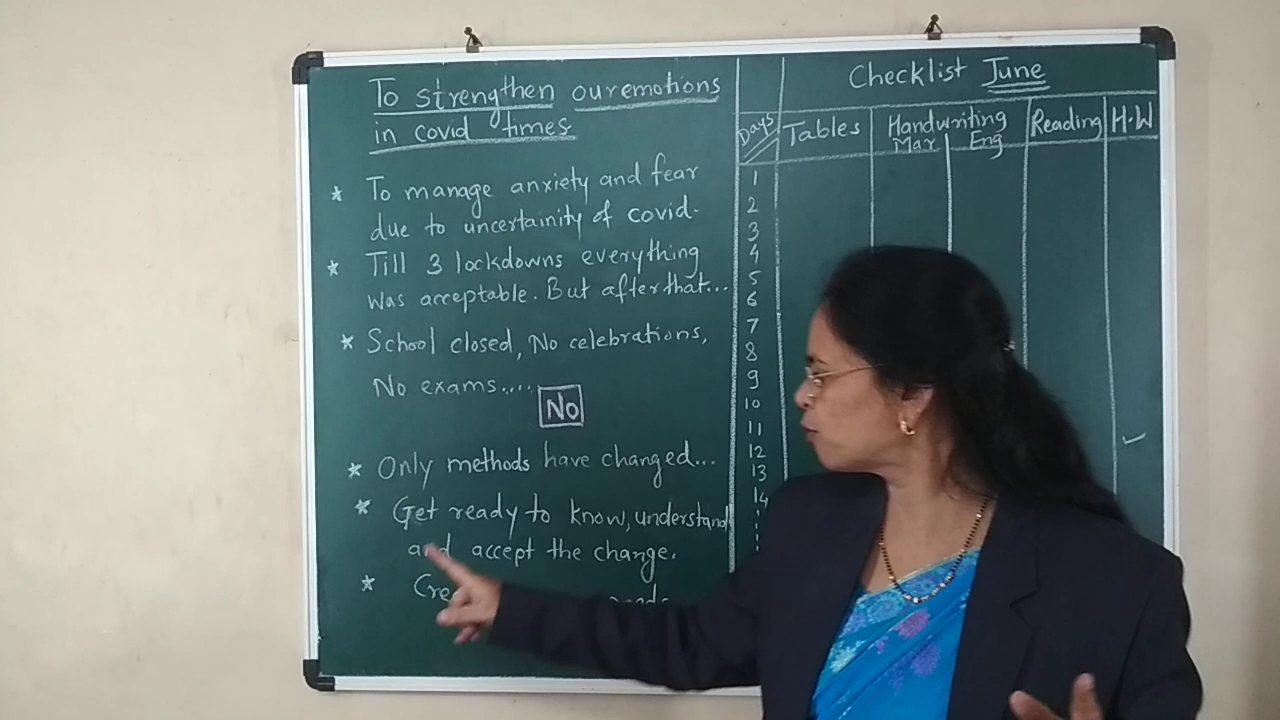 To strengthen our emotions
in covid times
* To manage anxiety and fear
due to uncertainity of covid.
* Till 3 lockdowns everything
was acceptable. But after that...
* School closed, No celebrations,
No exams.....
No
* Only methods have changed...
* Get ready to know, understand
and accept the change.
*
Checklist June
Days Tables Handwriting Reading H.W
Mar Eng
1
2
3
4
5
6
7
8
9
10
11
12
13
14